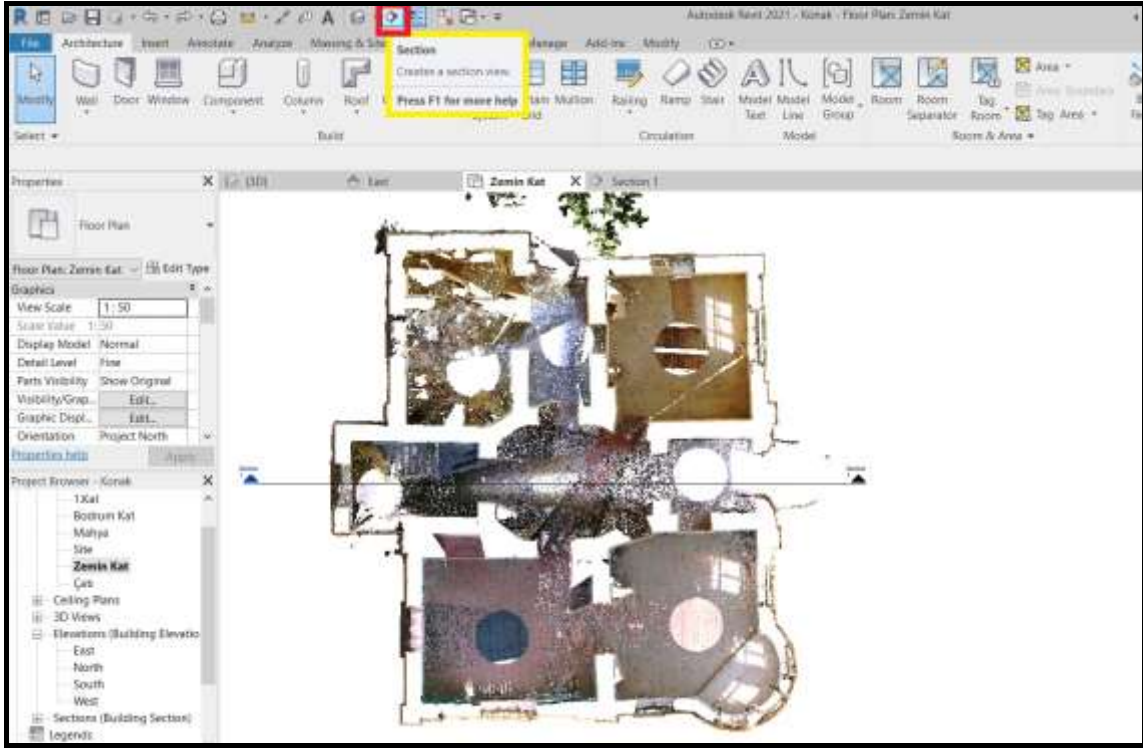 Autodesk Revit 2021 - Konak - Floor Plan: Zemin Kat
File Architecture Insert Annotate Analyze Massing & Site Manage Add-Ins Modify
Section
Creates a section view.
Press F1 for more help
Modify Wall Door Window Component Column Roof Mullion Railing Ramp Stair Model Text Model Line Model Group Room Room Separator Tag Room
Area
Area Boundary
Tag Area
Select Build Circulation Model Room & Area
Properties X (3D) East Zemin Kat X Section 1
Floor Plan
Floor Plan: Zemin Kat Edit Type
Graphics
View Scale 1 : 50
Scale Value 1: 50
Display Model Normal
Detail Level Fine
Parts Visibility Show Original
Visibility/Grap... Edit...
Graphic Displ... Edit...
Orientation Project North
Properties help Apply
Project Browser - Konak X
1.Kat
Bodrum Kat
Mahya
Site
Zemin Kat
Çatı
Ceiling Plans
3D Views
Elevations (Building Elevatio
East
North
South
West
Sections (Building Section)
Legends